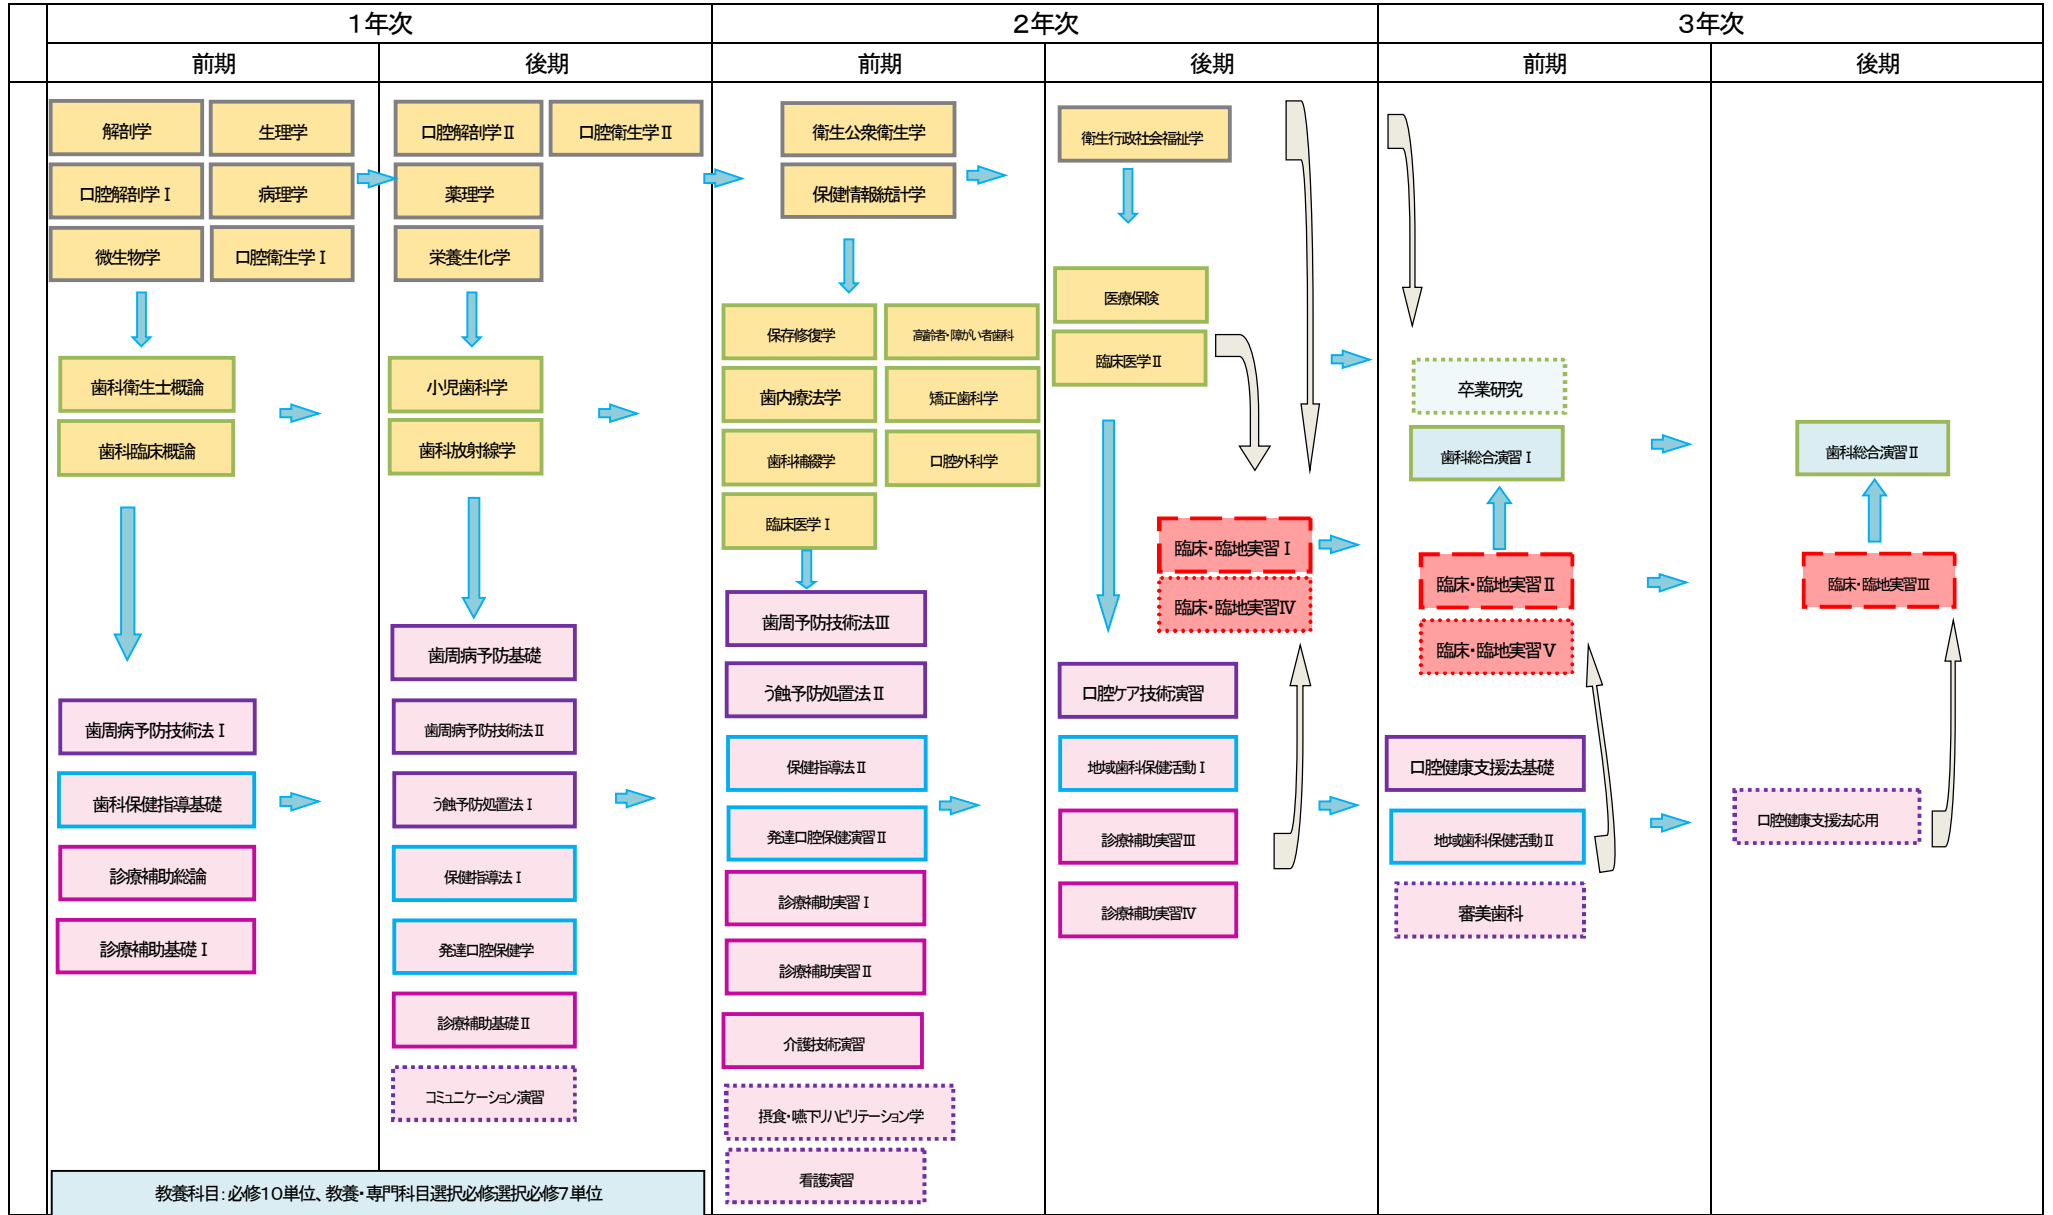 １年次
２年次
３年次
前期
後期
前期
後期
前期
後期
解剖学
生理学
口腔解剖学Ⅰ
病理学
微生物学
口腔衛生学Ⅰ
歯科衛生士概論
歯科臨床概論
歯周病予防技術法Ⅰ
歯科保健指導基礎
診療補助総論
診療補助基礎Ⅰ
口腔解剖学Ⅱ
口腔衛生学Ⅱ
薬理学
栄養生化学
小児歯科学
歯科放射線学
歯周病予防基礎
歯周病予防技術法Ⅱ
う蝕予防処置法Ⅰ
保健指導法Ⅰ
発達口腔保健学
診療補助基礎Ⅱ
コミュニケーション演習
教養科目：必修１０単位、教養・専門科目選択必修選択必修７単位
衛生公衆衛生学
保健情報統計学
保存修復学
高齢者・障がい者歯科
歯内療法学
矯正歯科学
歯科補綴学
口腔外科学
臨床医学Ⅰ
歯周予防技術法Ⅲ
う蝕予防処置法Ⅱ
保健指導法Ⅱ
発達口腔保健演習Ⅱ
診療補助実習Ⅰ
診療補助実習Ⅱ
介護技術演習
摂食・嚥下リハビリテーション学
看護演習
衛生行政社会福祉学
医療保険
臨床医学Ⅱ
臨床・臨地実習Ⅰ
臨床・臨地実習Ⅳ
口腔ケア技術演習
地域歯科保健活動Ⅰ
診療補助実習Ⅲ
診療補助実習Ⅳ
卒業研究
歯科総合演習Ⅰ
臨床・臨地実習Ⅱ
臨床・臨地実習Ⅴ
口腔健康支援法基礎
地域歯科保健活動Ⅱ
審美歯科
歯科総合演習Ⅱ
臨床・臨地実習Ⅲ
口腔健康支援法応用